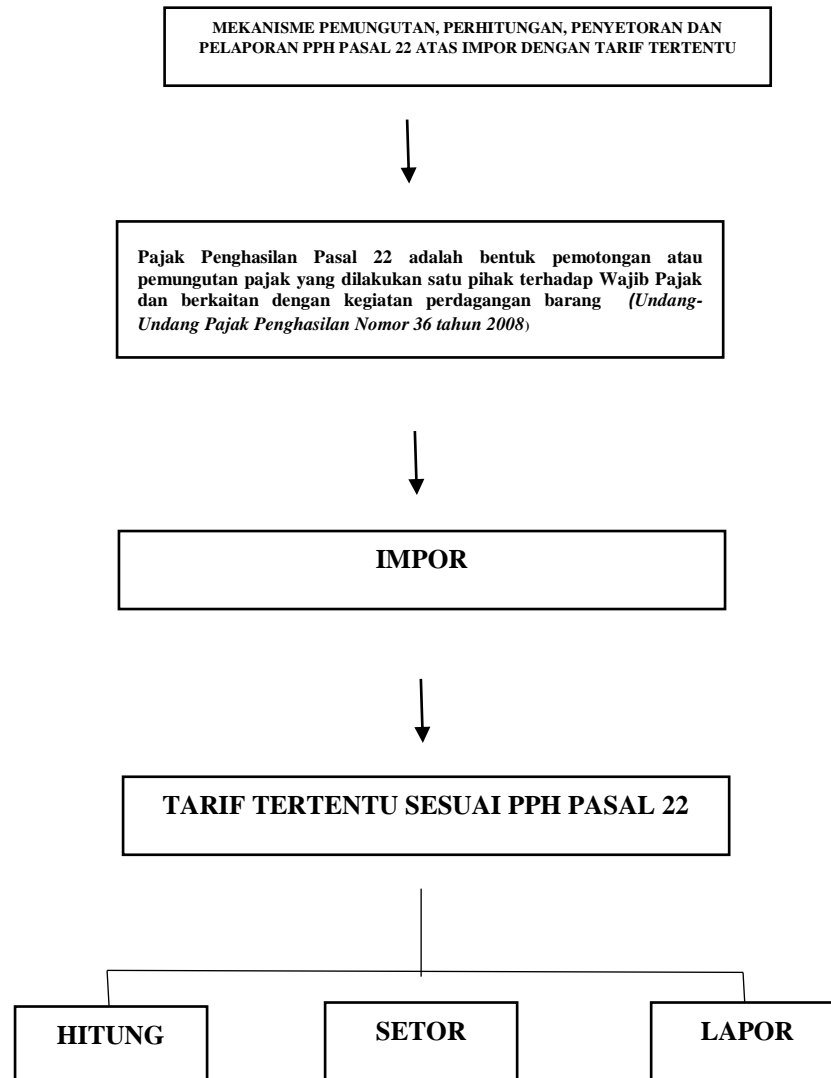 MEKANISME PEMUNGUTAN, PERHITUNGAN, PENYETORAN DAN
PELAPORAN PPH PASAL 22 ATAS IMPOR DENGAN TARIF TERTENTU
Pajak Penghasilan Pasal 22 adalah bentuk pemotongan atau
pemungutan pajak yang dilakukan satu pihak terhadap Wajib Pajak
dan berkaitan dengan kegiatan perdagangan barang (Undang-
Undang Pajak Penghasilan Nomor 36 tahun 2008)
IMPOR
TARIF TERTENTU SESUAI PPH PASAL 22
HITUNG
SETOR
LAPOR